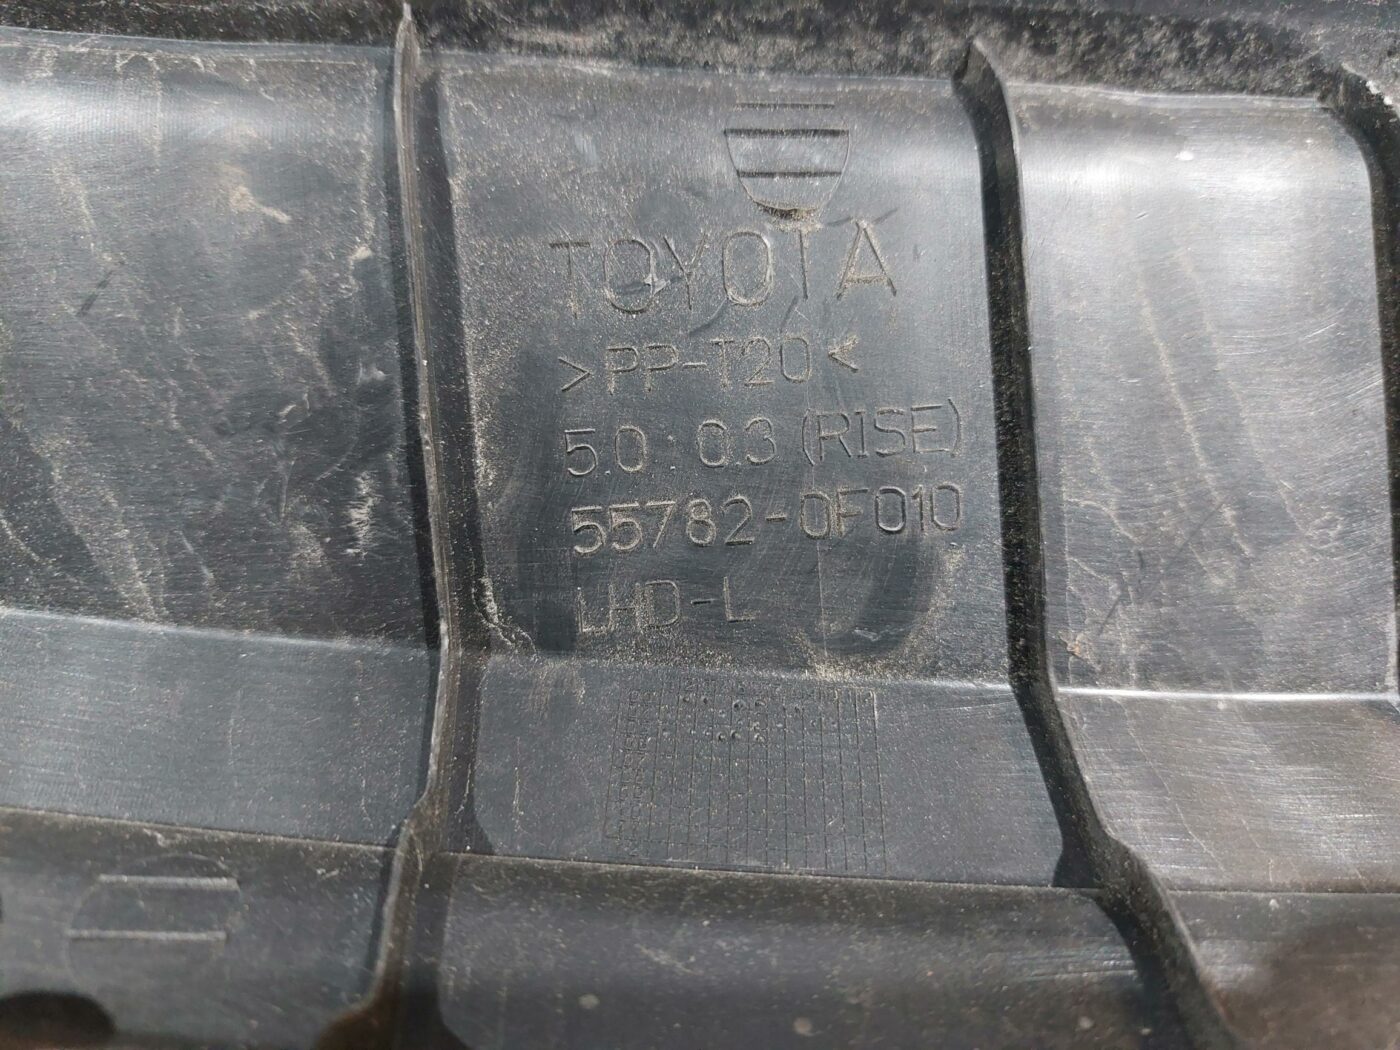 TOYOTA
>PP-T20<
5.0 : 0.3 (RISE)
55782-0F010
LHD-L